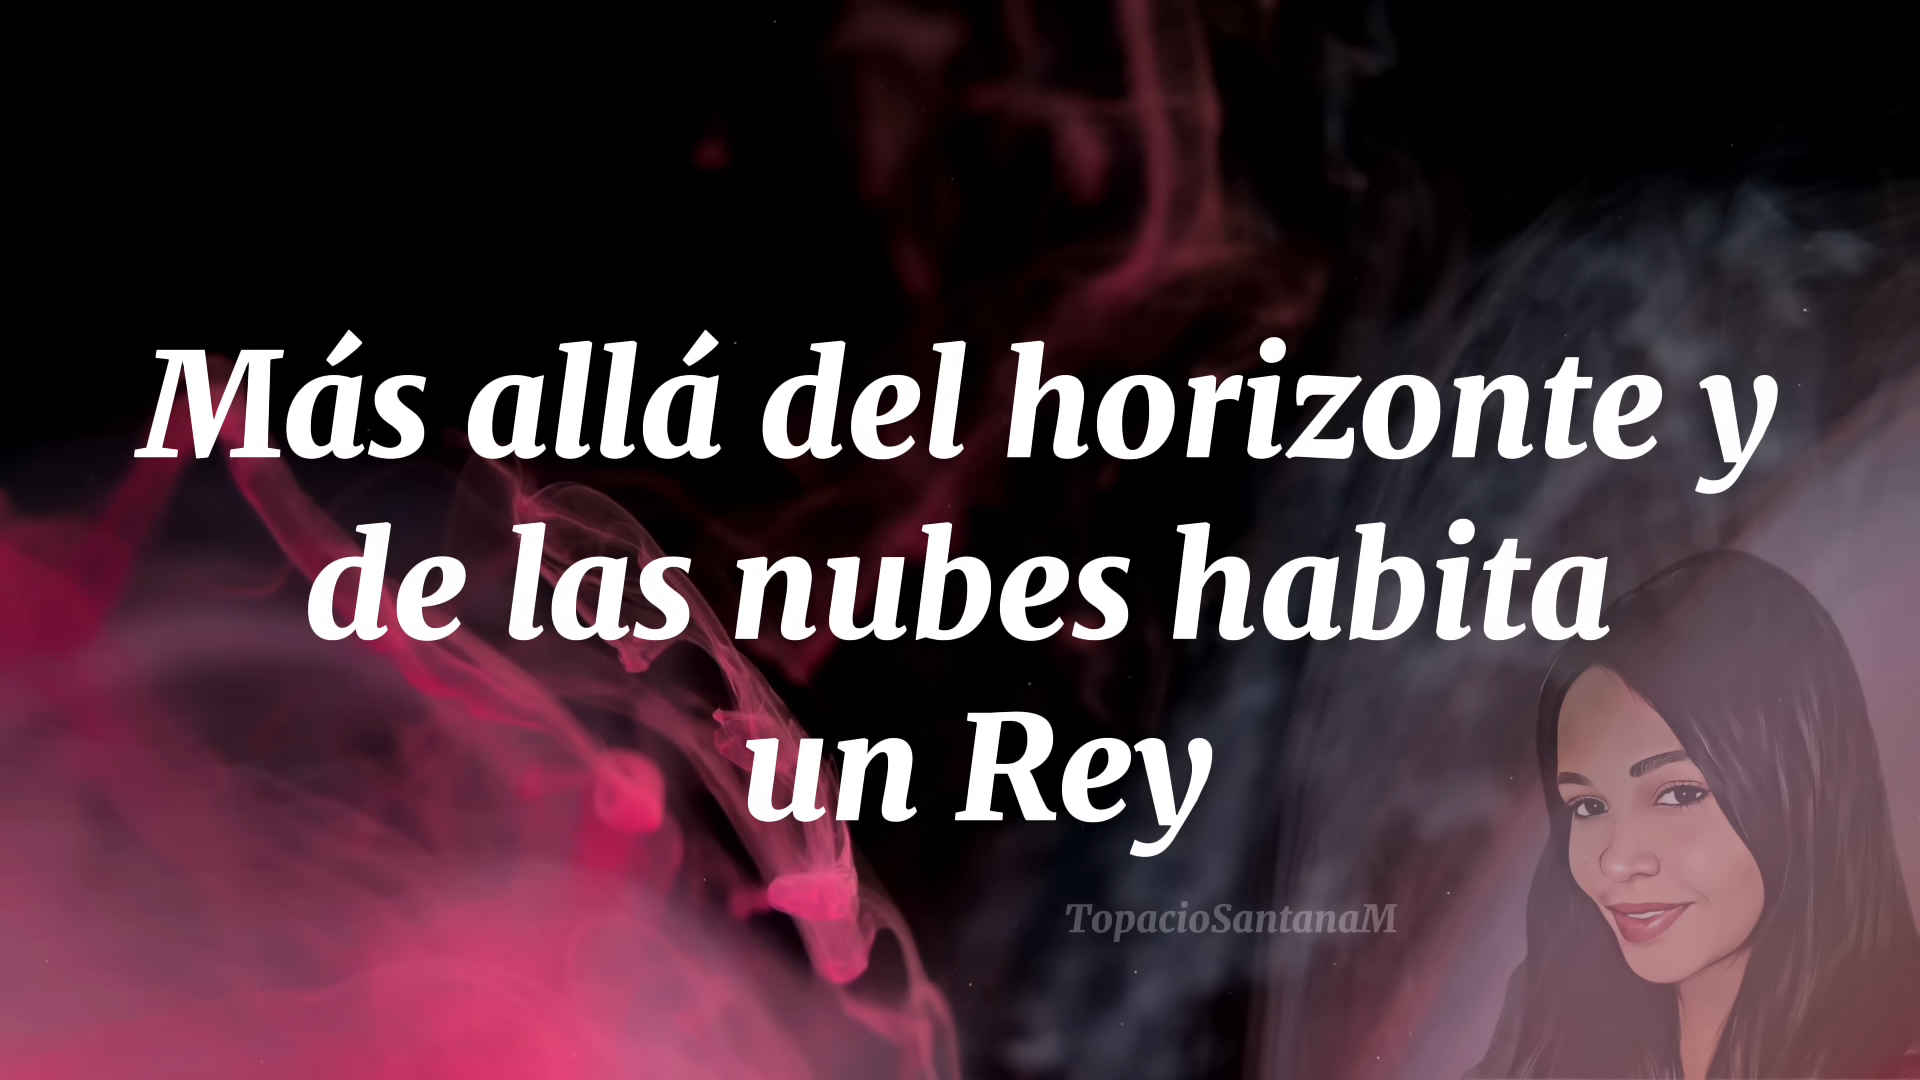 Más allá del horizonte y
de las nubes habita
un Rey
TopacioSantanaM